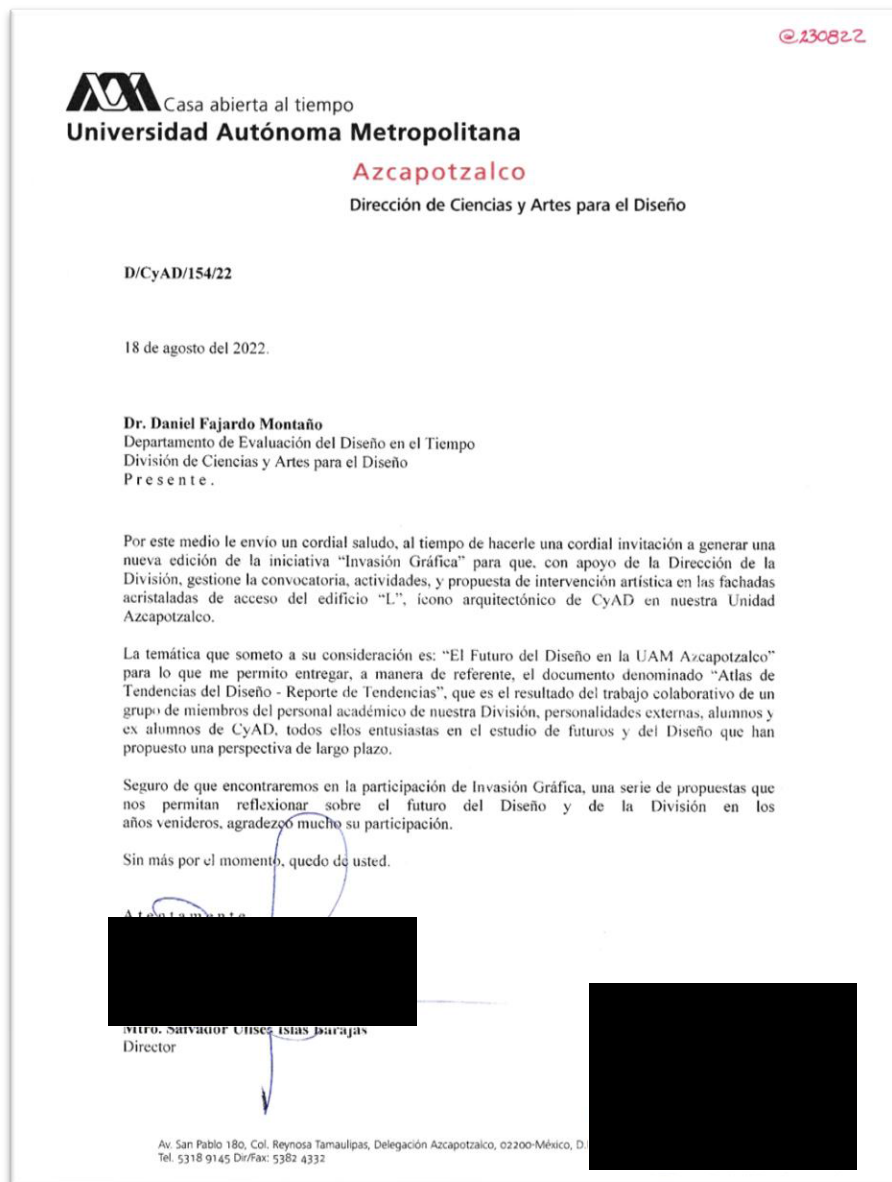 @230822
Casa abierta al tiempo
Universidad Autónoma Metropolitana
Azcapotzalco
Dirección de Ciencias y Artes para el Diseño
D/CyAD/154/22
18 de agosto del 2022.
Dr. Daniel Fajardo Montaño
Departamento de Evaluación del Diseño en el Tiempo
División de Ciencias y Artes para el Diseño
P r e s e n t e .
Por este medio le envío un cordial saludo, al tiempo de hacerle una cordial invitación a generar una
nueva edición de la iniciativa “Invasión Gráfica” para que, con apoyo de la Dirección de la
División, gestione la convocatoria, actividades, y propuesta de intervención artística en las fachadas
acristaladas de acceso del edificio “L”, ícono arquitectónico de CyAD en nuestra Unidad
Azcapotzalco.
La temática que someto a su consideración es: “El Futuro del Diseño en la UAM Azcapotzalco”
para lo que me permito entregar, a manera de referente, el documento denominado “Atlas de
Tendencias del Diseño - Reporte de Tendencias”, que es el resultado del trabajo colaborativo de un
grupo de miembros del personal académico de nuestra División, personalidades externas, alumnos y
ex alumnos de CyAD, todos ellos entusiastas en el estudio de futuros y del Diseño que han
propuesto una perspectiva de largo plazo.
Seguro de que encontraremos en la participación de Invasión Gráfica, una serie de propuestas que
nos permitan reflexionar sobre el futuro del Diseño y de la División en los
años venideros, agradezco mucho su participación.
Sin más por el momento, quedo de usted.
A t e n t a m e n t e
Mtro. Salvador Ulises Islas Barajas
Director
Av. San Pablo 180, Col. Reynosa Tamaulipas, Delegación Azcapotzalco, 02200-México, D.
Tel. 5318 9145 Dir/Fax: 5382 4332